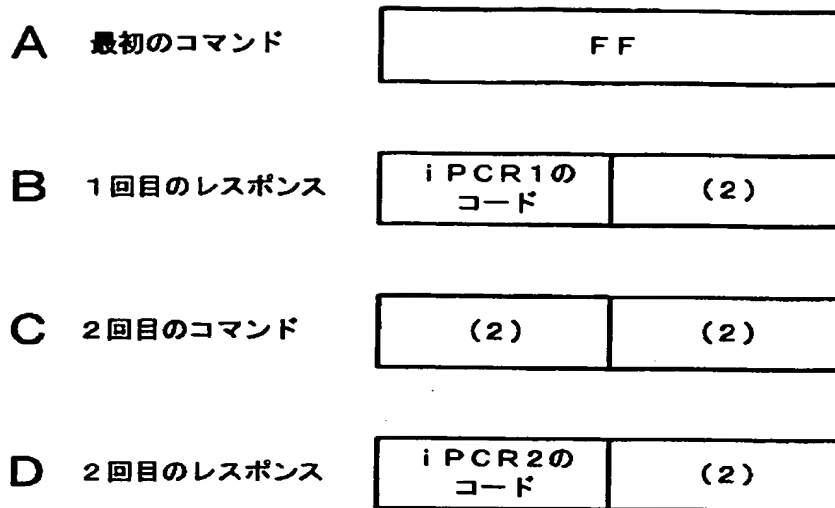 A 最初のコマンド FF
B 1回目のレスポンス iPCR1の
コード (2)
C 2回目のコマンド (2) (2)
D 2回目のレスポンス iPCR2の
コード (2)